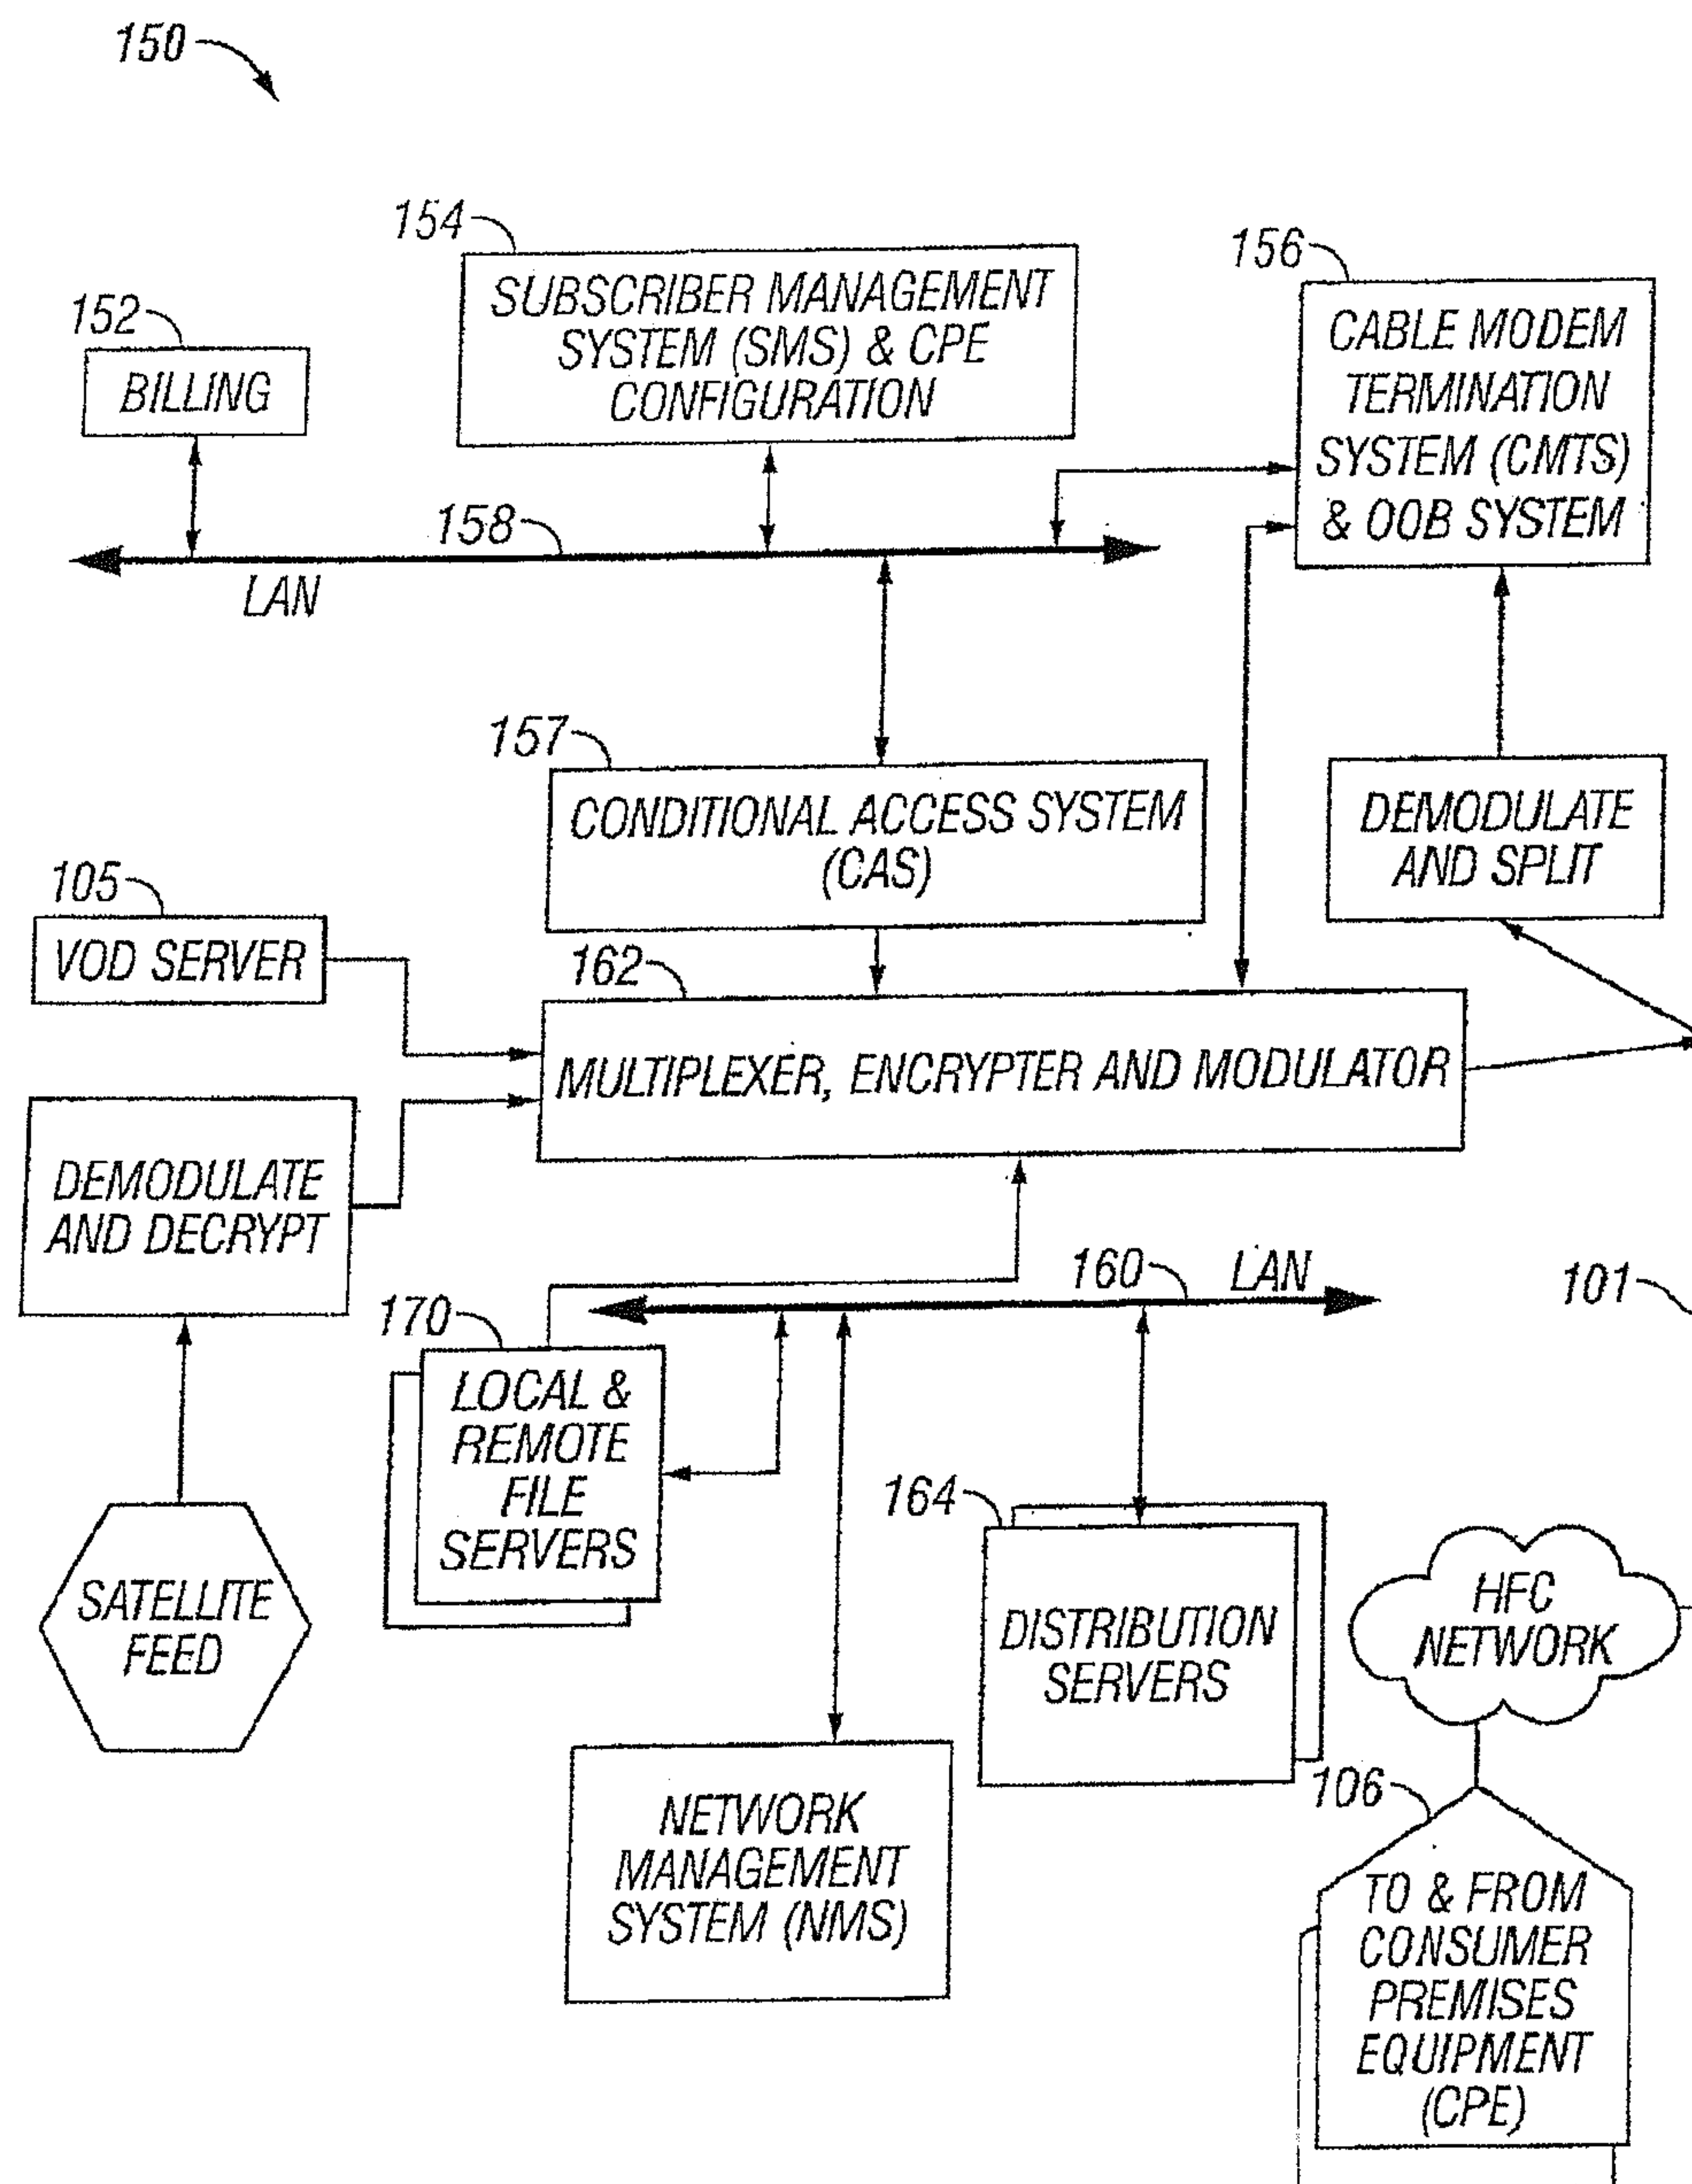 150
154
SUBSCRIBER MANAGEMENT
SYSTEM (SMS) & CPE
CONFIGURATION
156
CABLE MODEM
TERMINATION
SYSTEM (CMTS)
& OOB SYSTEM
152
BILLING
158
LAN
157
CONDITIONAL ACCESS SYSTEM
(CAS)
DEMODULATE
AND SPLIT
105
VOD SERVER
162
MULTIPLEXER, ENCRYPTER AND MODULATOR
DEMODULATE
AND DECRYPT
160
LAN
101
170
LOCAL &
REMOTE
FILE
SERVERS
164
DISTRIBUTION
SERVERS
SATELLITE
FEED
HFC
NETWORK
NETWORK
MANAGEMENT
SYSTEM (NMS)
106
TO & FROM
CONSUMER
PREMISES
EQUIPMENT
(CPE)